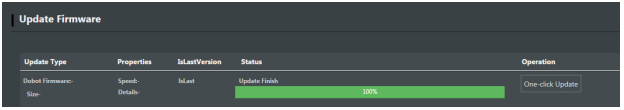 Update Firmware
Update Type Properties IsLastVersion Status Operation
Dobot Firmware:- Speed:- IsLast Update Finish One-click Update
Size- Details- 100%